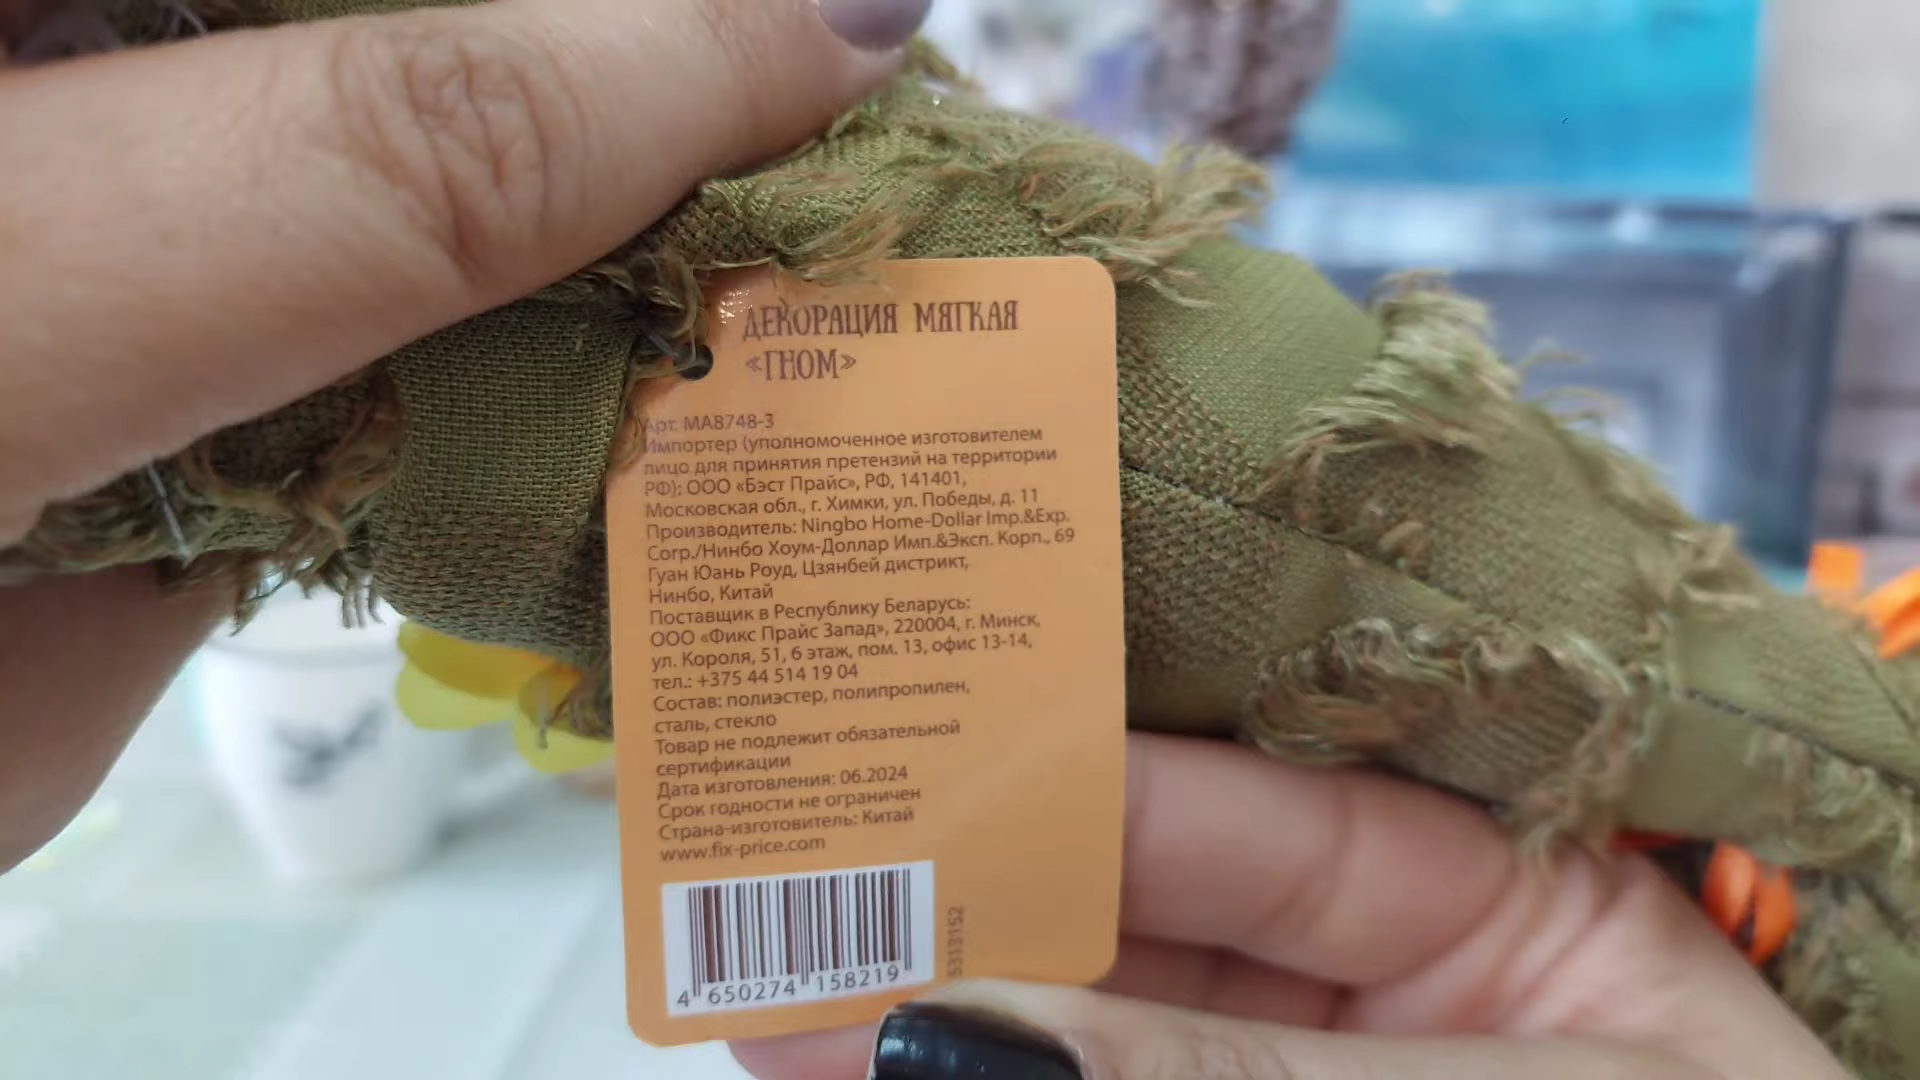 ДЕКОРАЦИЯ МЯГКАЯ
«ГНОМ»
Арт. MA8748-3
Импортер (уполномоченное изготовителем
лицо для принятия претензий на территории
РФ); ООО «Бэст Прайс», РФ, 141401,
Московская обл., г. Химки, ул. Победы, д. 11
Производитель: Ningbo Home-Dollar Imp.&Exp.
Corp./Нинбо Хоум-Доллар Имп.&Эксп. Корп., 69
Гуан Юань Роуд, Цзянбей дистрикт,
Нинбо, Китай
Поставщик в Республику Беларусь:
ООО «Фикс Прайс Запад», 220004, г. Минск,
ул. Короля, 51, 6 этаж, пом. 13, офис 13-14,
тел.: +375 44 514 19 04
Состав: полиэстер, полипропилен,
сталь, стекло
Товар не подлежит обязательной
сертификации
Дата изготовления: 06.2024
Срок годности не ограничен
Страна-изготовитель: Китай
www.fix-price.com
4 650274 158219
5313152